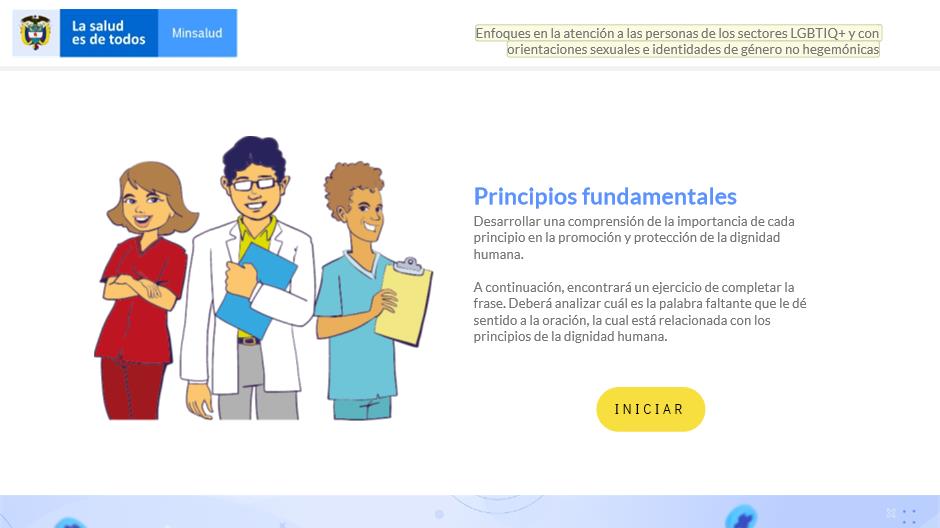 La salud
es de todos
Minsalud
Enfoques en la atención a las personas de los sectores LGBTIQ+ y con
orientaciones sexuales e identidades de género no hegemónicas
Principios fundamentales
Desarrollar una comprensión de la importancia de cada
principio en la promoción y protección de la dignidad
humana.
A continuación, encontrará un ejercicio de completar la
frase. Deberá analizar cuál es la palabra faltante que le dé
sentido a la oración, la cual está relacionada con los
principios de la dignidad humana.
INICIAR